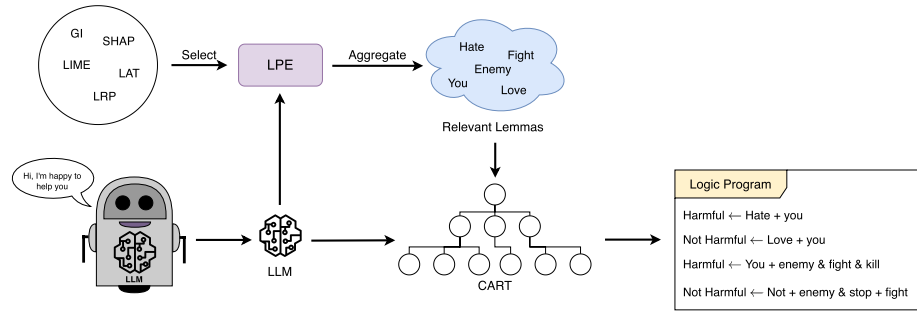 GI
SHAP
LIME
LAT
LRP
Select
LPE
Aggregate
Hate
Fight
Enemy
You
Love
Relevant Lemmas
Hi, I'm happy to
help you
LLM
LLM
CART
Logic Program
Harmful ← Hate + you
Not Harmful ← Love + you
Harmful ← You + enemy & fight & kill
Not Harmful ← Not + enemy & stop + fight